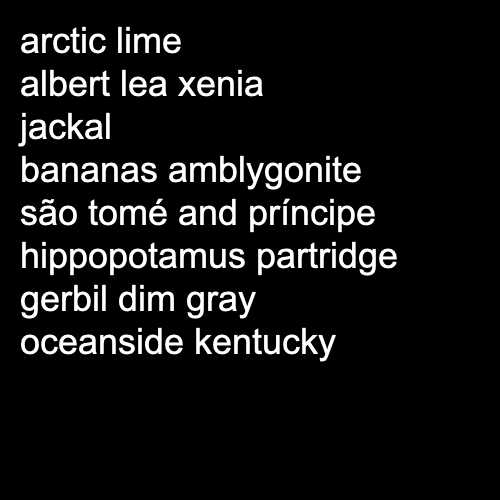 arctic lime
albert lea xenia
jackal
bananas amblygonite
são tomé and príncipe
hippopotamus partridge
gerbil dim gray
oceanside kentucky